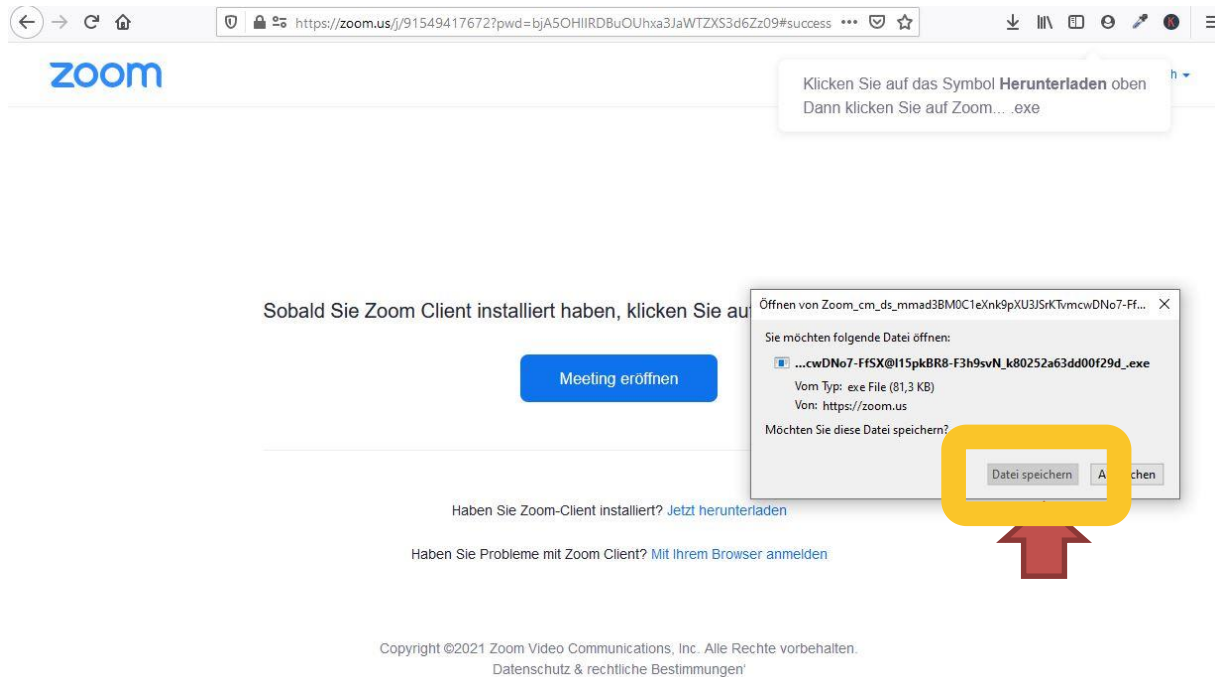 https://zoom.us/j/91549417672?pwd=bjA5OHIIRDBuOUhxa3JaWTZXS3d6Zz09#success
zoom
Klicken Sie auf das Symbol Herunterladen oben
Dann klicken Sie auf Zoom... .exe
h
Sobald Sie Zoom Client installiert haben, klicken Sie au
Öffnen von Zoom_cm_ds_mmad3BM0C1eXnk9pXU3JSrKTvmcwDNo7-Ff...
Sie möchten folgende Datei öffnen:
...cwDNo7-FfSX@I15pkBR8-F3h9svN_k80252a63dd00f29d_.exe
Vom Typ: exe File (81,3 KB)
Von: https://zoom.us
Möchten Sie diese Datei speichern?
Datei speichern
A chen
Meeting eröffnen
Haben Sie Zoom-Client installiert? Jetzt herunterladen
Haben Sie Probleme mit Zoom Client? Mit Ihrem Browser anmelden
Copyright ©2021 Zoom Video Communications, Inc. Alle Rechte vorbehalten.
Datenschutz & rechtliche Bestimmungen'